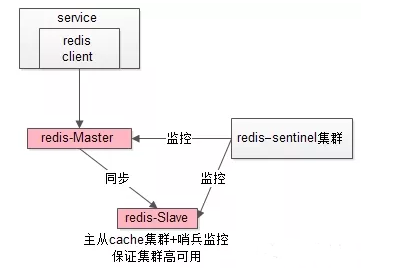 service
redis
client
redis-Master
监控
redis-sentinel集群
同步
监控
redis-Slave
主从cache集群+哨兵监控
保证集群高可用